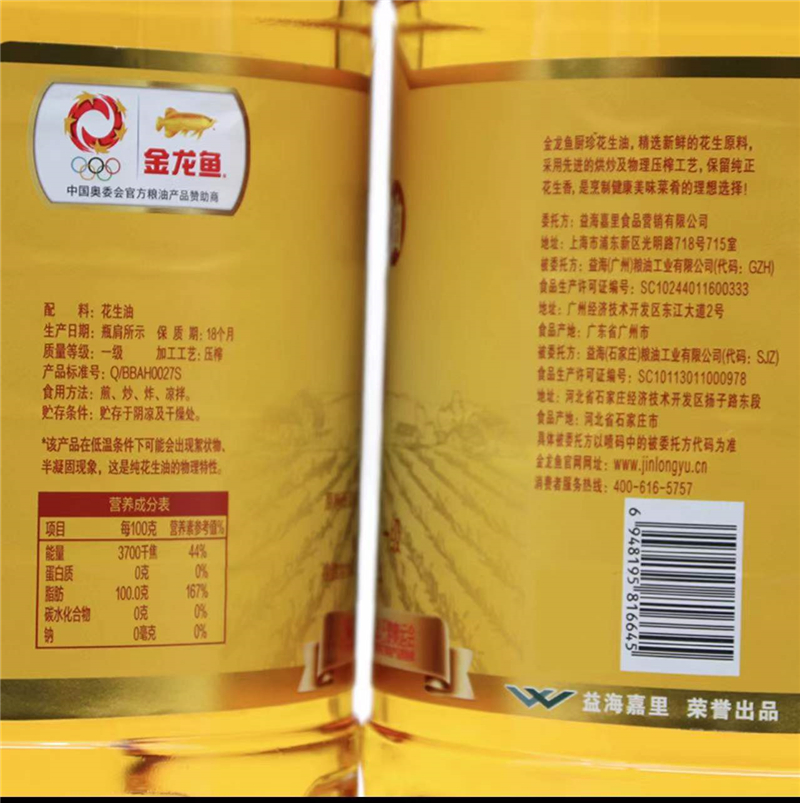 金龙鱼
中国奥委会官方粮油产品赞助商
配 料：花生油
生产日期：瓶肩所示 保 质 期：18个月
质量等级：一级 加工工艺：压榨
产品标准号：Q/BBAH0027S
食用方法：煎、炒、炸、凉拌。
贮存条件：贮存于阴凉及干燥处。
*该产品在低温条件下可能会出现絮状物、
半凝固现象，这是纯花生油的物理特性。
营养成分表
项目 每100克 营养素参考值%
能量 3700千焦 44%
蛋白质 0克 0%
脂肪 100.0克 167%
碳水化合物 0克 0%
钠 0毫克 0%
金龙鱼厨珍花生油，精选新鲜的花生原料，
采用先进的烘炒及物理压榨工艺，保留纯正
花生香，是烹制健康美味菜肴的理想选择！
委托方：益海嘉里食品营销有限公司
地址：上海市浦东新区光明路718号715室
被委托方：益海(广州)粮油工业有限公司(代码：GZH)
食品生产许可证编号：SC10244011600333
地址：广州经济技术开发区东江大道2号
食品产地：广东省广州市
被委托方：益海(石家庄)粮油工业有限公司(代码：SJZ)
食品生产许可证编号：SC10113011000978
地址：河北省石家庄经济技术开发区扬子路东段
食品产地：河北省石家庄市
具体被委托方以喷码中的被委托方代码为准
金龙鱼官网网址：www.jinlongyu.cn
消费者服务热线：400-616-5757
6 948195 816645
益海嘉里 荣誉出品